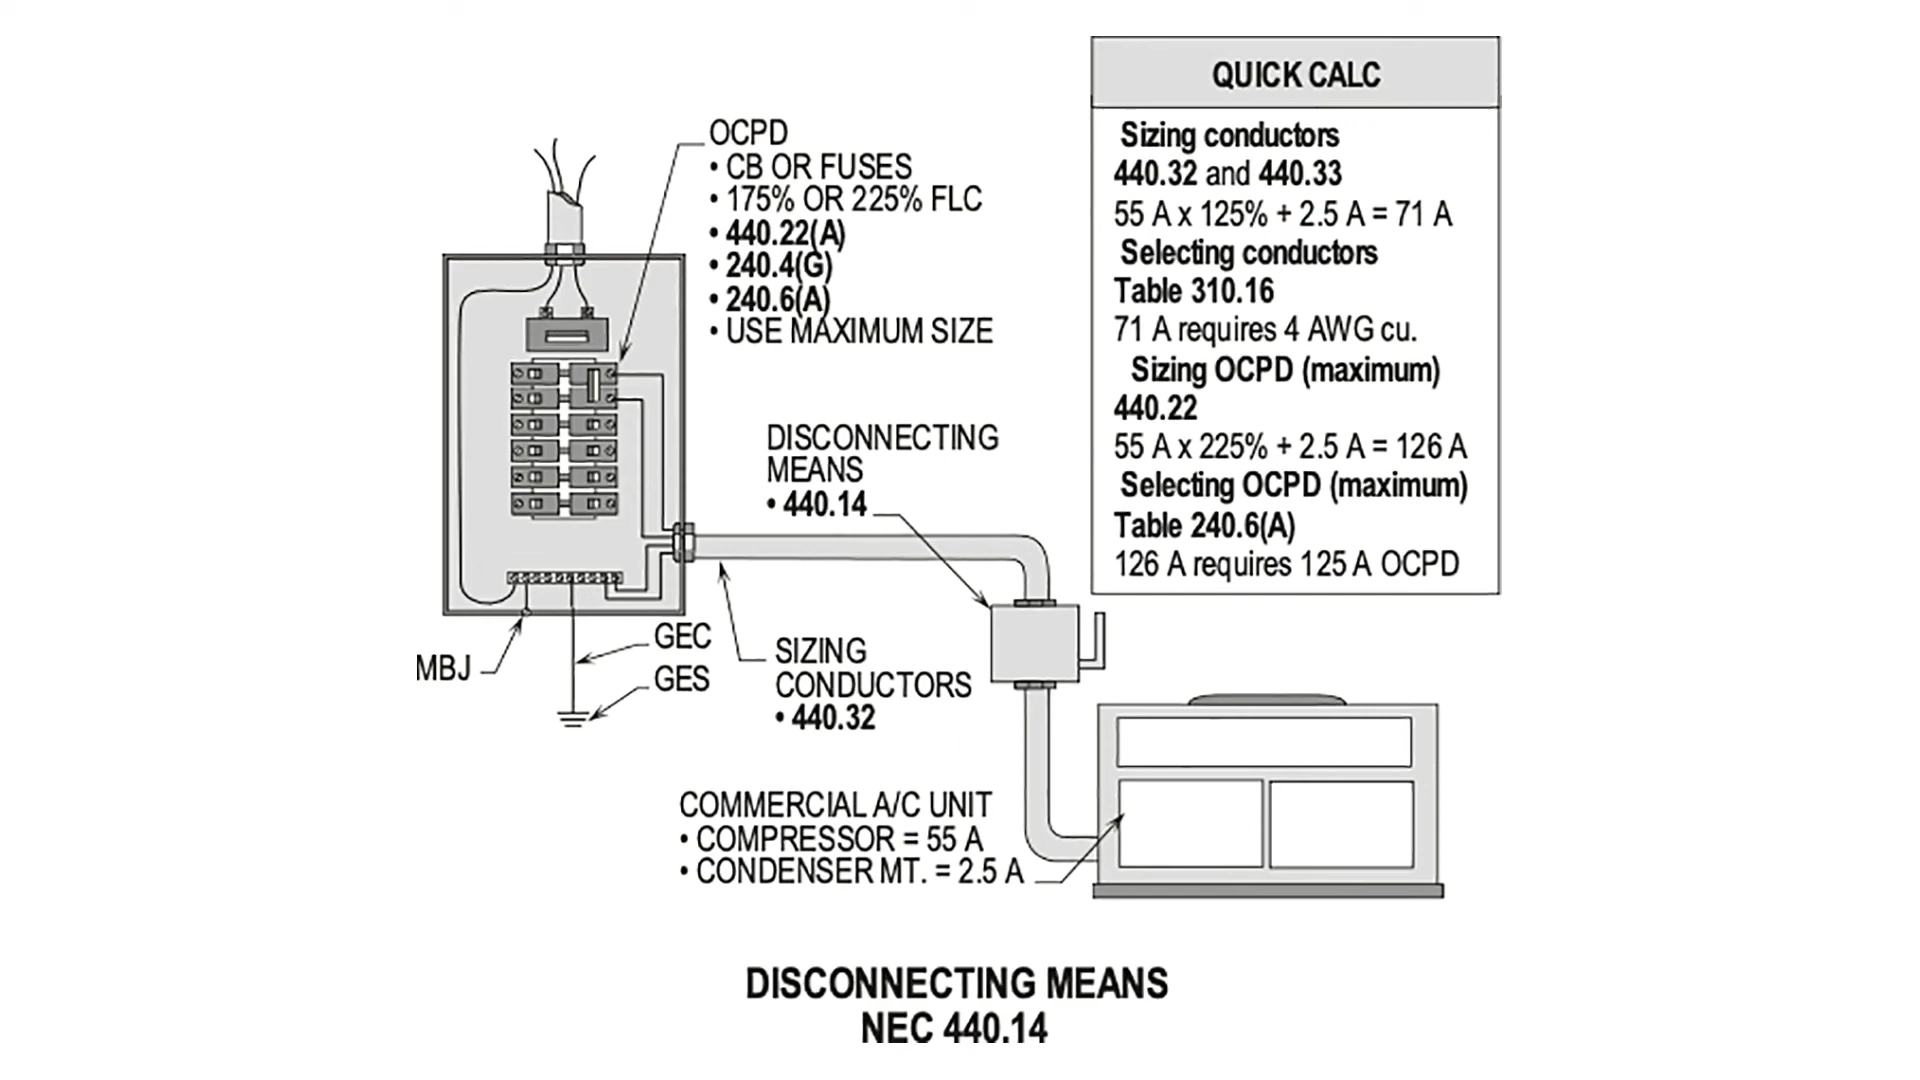 OCPD
• CB OR FUSES
• 175% OR 225% FLC
• 440.22(A)
• 240.4(G)
• 240.6(A)
• USE MAXIMUM SIZE
DISCONNECTING
MEANS
• 440.14
MBJ
GEC
GES
SIZING
CONDUCTORS
• 440.32
COMMERCIAL A/C UNIT
• COMPRESSOR = 55 A
• CONDENSER MT. = 2.5 A
QUICK CALC
Sizing conductors
440.32 and 440.33
55 A x 125% + 2.5 A = 71 A
Selecting conductors
Table 310.16
71 A requires 4 AWG cu.
Sizing OCPD (maximum)
440.22
55 A x 225% + 2.5 A = 126 A
Selecting OCPD (maximum)
Table 240.6(A)
126 A requires 125 A OCPD
DISCONNECTING MEANS
NEC 440.14